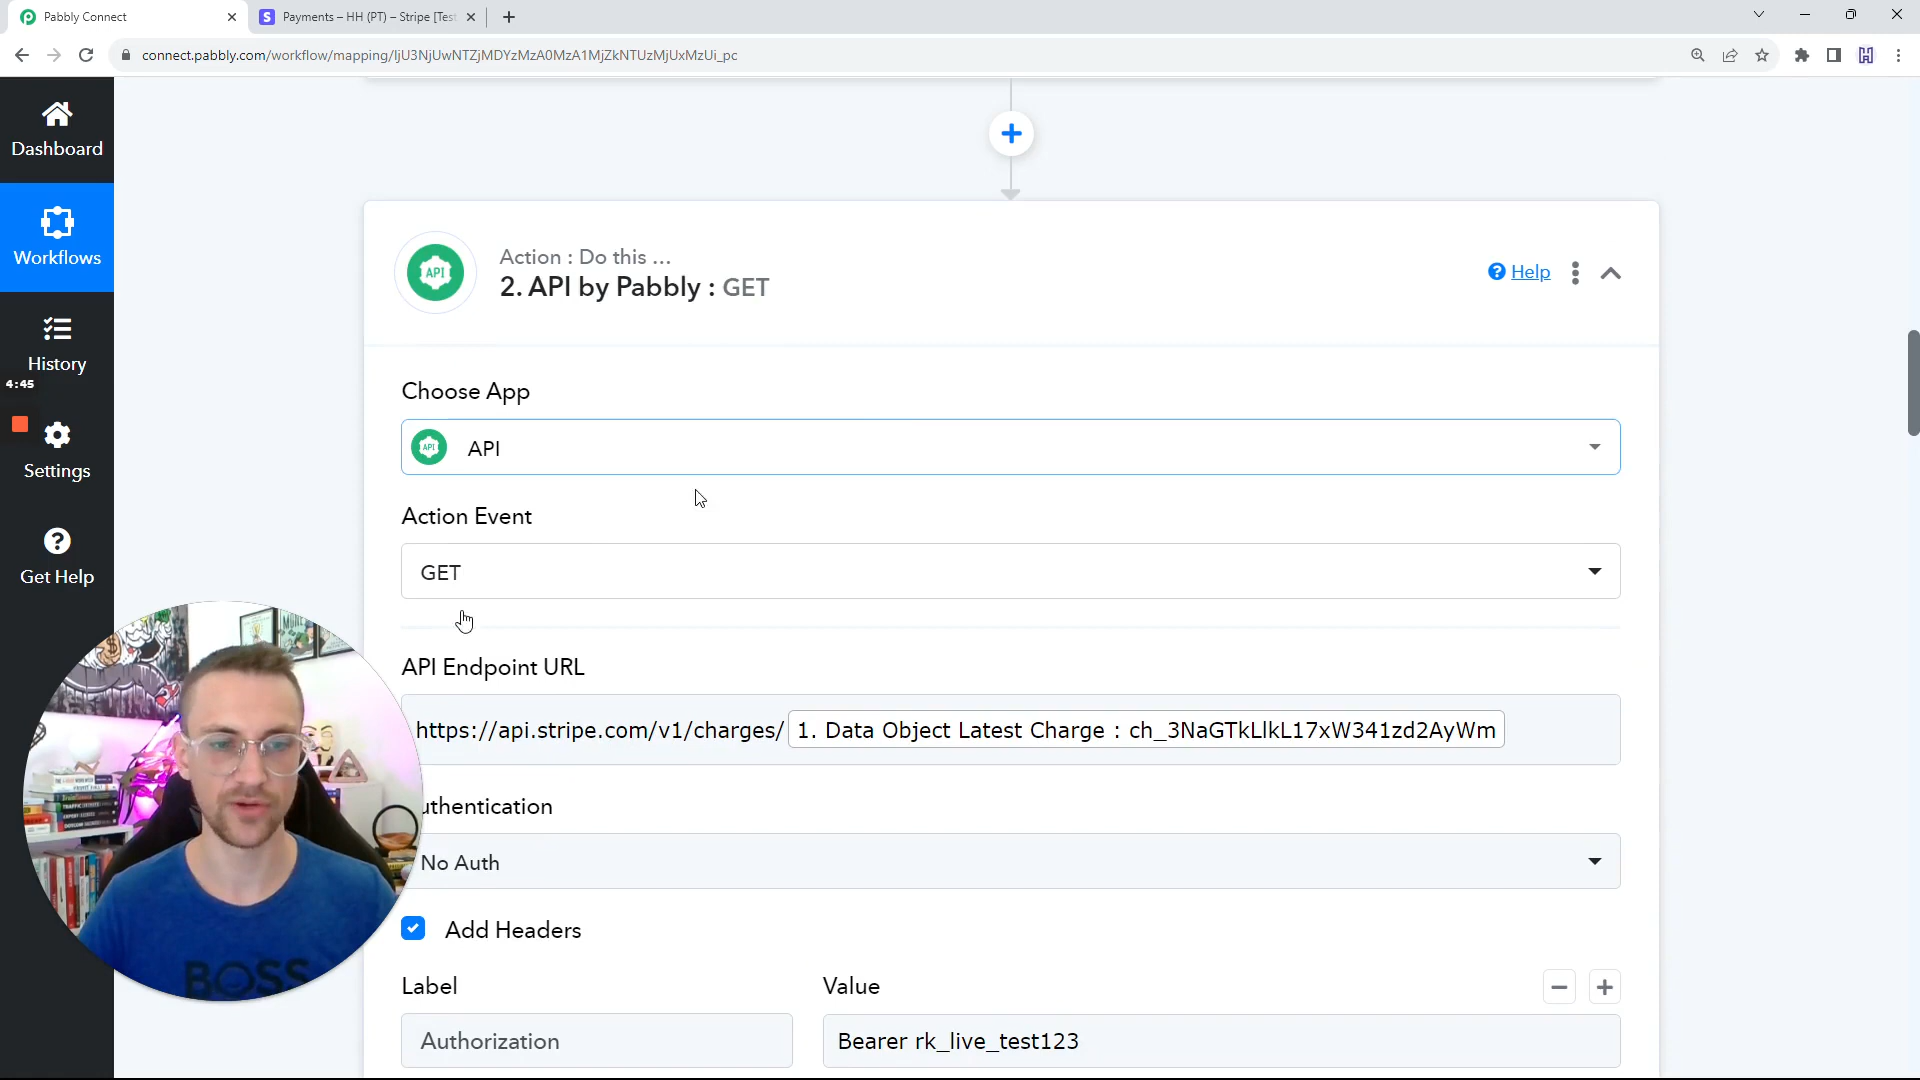 Pabbly Connect
Payments – HH (PT) – Stripe [Test
connect.pabbly.com/workflow/mapping/IjU3NjUwNTZjMDYzMzA0MzA1MjZkNTUzMjUxMzUi_pc
Dashboard
Workflows
History
4:45
Settings
Get Help
Action : Do this ...
2. API by Pabbly : GET
Help
Choose App
API
API
Action Event
GET
API Endpoint URL
https://api.stripe.com/v1/charges/ 1. Data Object Latest Charge : ch_3NaGTkLlkL17xW341zd2AyWm
uthentication
No Auth
Add Headers
Label
Value
Authorization
Bearer rk_live_test123
BOSS